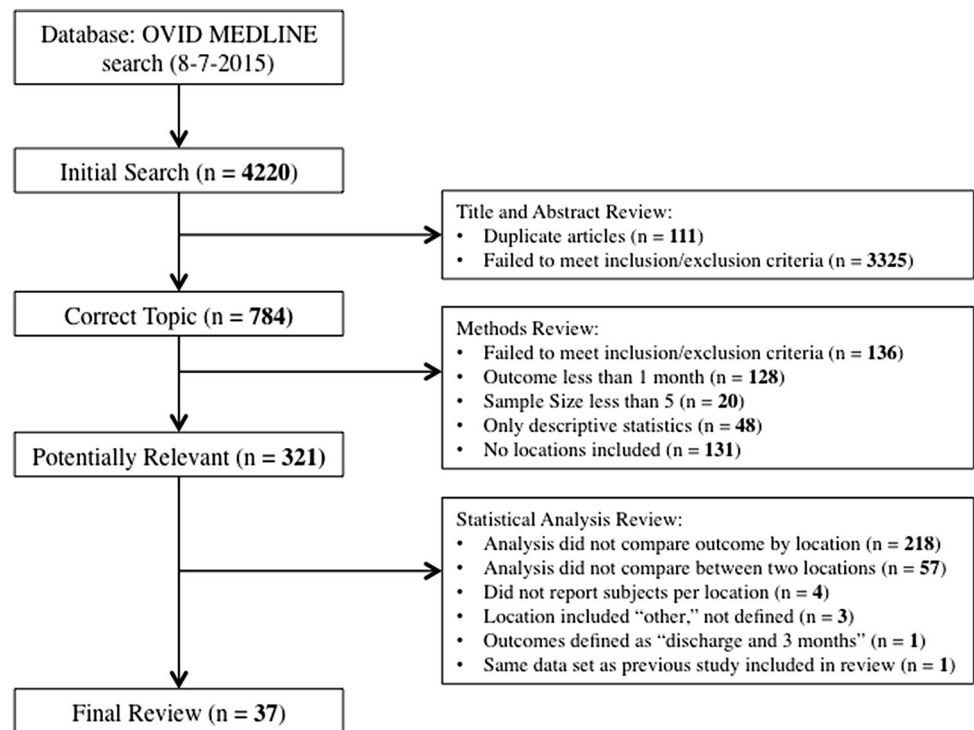 Database: OVID MEDLINE
search (8-7-2015)
Initial Search (n = 4220)
Title and Abstract Review:
• Duplicate articles (n = 111)
• Failed to meet inclusion/exclusion criteria (n = 3325)
Correct Topic (n = 784)
Methods Review:
• Failed to meet inclusion/exclusion criteria (n = 136)
• Outcome less than 1 month (n = 128)
• Sample Size less than 5 (n = 20)
• Only descriptive statistics (n = 48)
• No locations included (n = 131)
Potentially Relevant (n = 321)
Statistical Analysis Review:
• Analysis did not compare outcome by location (n = 218)
• Analysis did not compare between two locations (n = 57)
• Did not report subjects per location (n = 4)
• Location included “other,” not defined (n = 3)
• Outcomes defined as “discharge and 3 months” (n = 1)
• Same data set as previous study included in review (n = 1)
Final Review (n = 37)